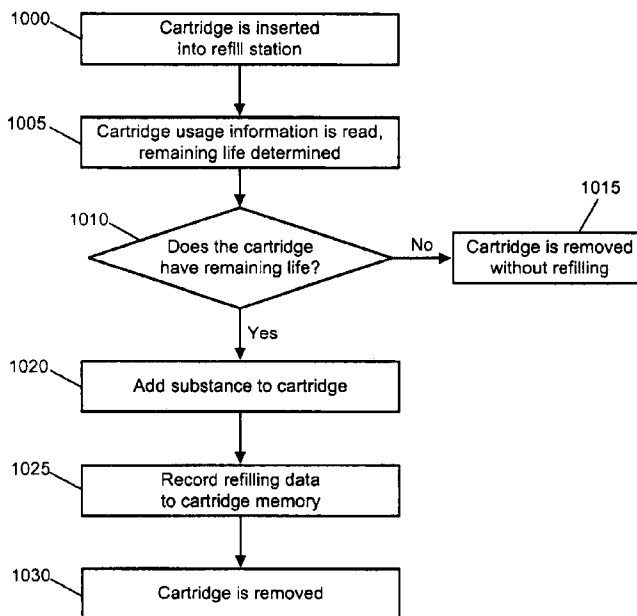 1000
Cartridge is inserted
into refill station
1005
Cartridge usage information is read,
remaining life determined
1010
Does the cartridge
have remaining life?
No
1015
Cartridge is removed
without refilling
Yes
1020
Add substance to cartridge
1025
Record refilling data
to cartridge memory
1030
Cartridge is removed